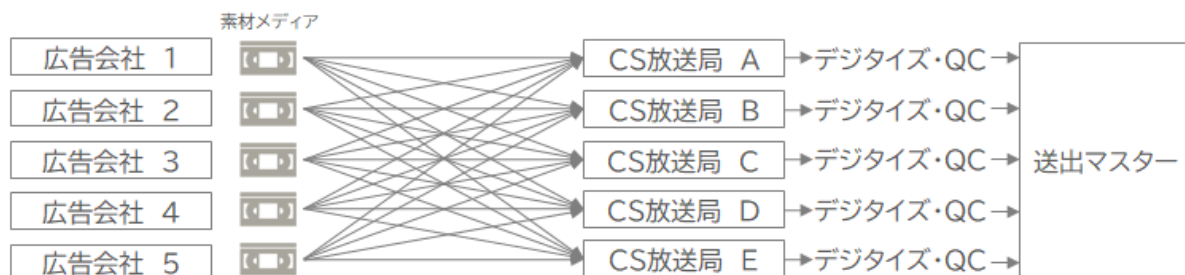 素材メディア
広告会社 1
CS放送局 A
デジタイズ・QC
広告会社 2
CS放送局 B
デジタイズ・QC
広告会社 3
CS放送局 C
デジタイズ・QC
送出マスター
広告会社 4
CS放送局 D
デジタイズ・QC
広告会社 5
CS放送局 E
デジタイズ・QC